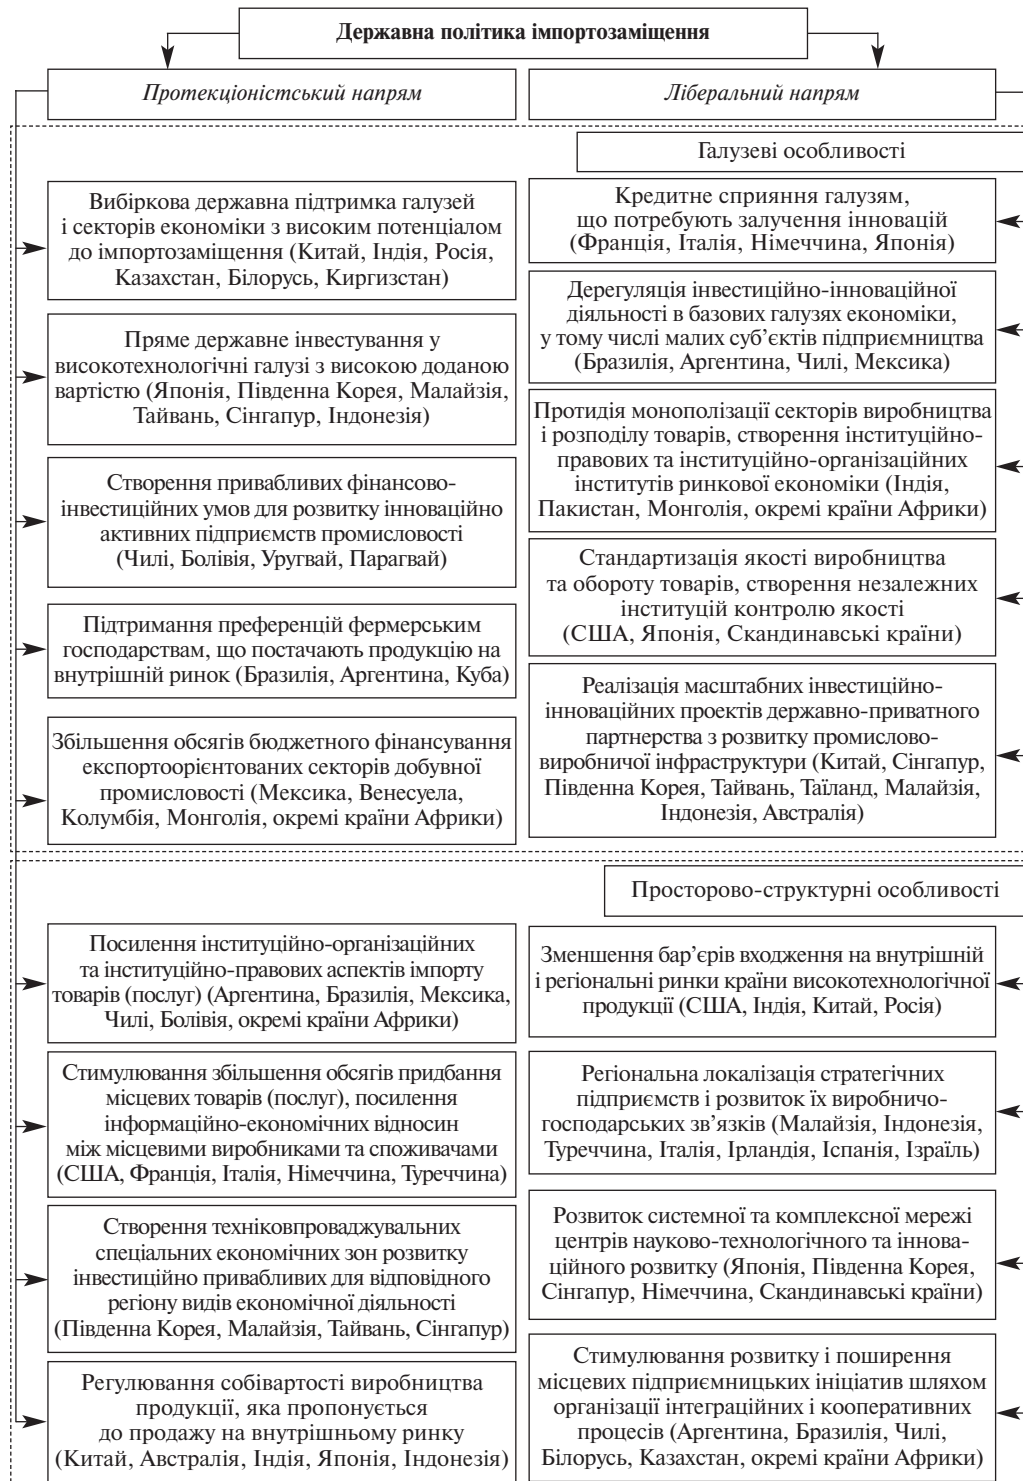 Державна політика імпортозаміщення
Протекціоністський напрям
Ліберальний напрям
Галузеві особливості
Вибіркова державна підтримка галузей
і секторів економіки з високим потенціалом
до імпортозаміщення (Китай, Індія, Росія,
Казахстан, Білорусь, Киргизстан)
Пряме державне інвестування у
високотехнологічні галузі з високою доданою
вартістю (Японія, Південна Корея, Малайзія,
Тайвань, Сінгапур, Індонезія)
Створення привабливих фінансово-
інвестиційних умов для розвитку інноваційно
активних підприємств промисловості
(Чилі, Болівія, Уругвай, Парагвай)
Підтримання преференцій фермерським
господарствам, що постачають продукцію на
внутрішній ринок (Бразилія, Аргентина, Куба)
Збільшення обсягів бюджетного фінансування
експортоорієнтованих секторів добувної
промисловості (Мексика, Венесуела,
Колумбія, Монголія, окремі країни Африки)
Кредитне сприяння галузям,
що потребують залучення інновацій
(Франція, Італія, Німеччина, Японія)
Дерегуляція інвестиційно-інноваційної
діяльності в базових галузях економіки,
у тому числі малих суб’єктів підприємництва
(Бразилія, Аргентина, Чилі, Мексика)
Протидія монополізації секторів виробництва
і розподілу товарів, створення інституційно-
правових та інституційно-організаційних
інститутів ринкової економіки (Індія,
Пакистан, Монголія, окремі країни Африки)
Стандартизація якості виробництва
та обороту товарів, створення незалежних
інституцій контролю якості
(США, Японія, Скандинавські країни)
Реалізація масштабних інвестиційно-
інноваційних проектів державно-приватного
партнерства з розвитку промислово-
виробничої інфраструктури (Китай, Сінгапур,
Південна Корея, Тайвань, Таїланд, Малайзія,
Індонезія, Австралія)
Просторово-структурні особливості
Посилення інституційно-організаційних
та інституційно-правових аспектів імпорту
товарів (послуг) (Аргентина, Бразилія, Мексика,
Чилі, Болівія, окремі країни Африки)
Стимулювання збільшення обсягів придбання
місцевих товарів (послуг), посилення
інформаційно-економічних відносин
між місцевими виробниками та споживачами
(США, Франція, Італія, Німеччина, Туреччина)
Створення техніковпроваджувальних
спеціальних економічних зон розвитку
інвестиційно привабливих для відповідного
регіону видів економічної діяльності
(Південна Корея, Малайзія, Тайвань, Сінгапур)
Регулювання собівартості виробництва
продукції, яка пропонується
до продажу на внутрішньому ринку
(Китай, Австралія, Індія, Японія, Індонезія)
Зменшення бар’єрів входження на внутрішній
і регіональні ринки країни високотехнологічної
продукції (США, Індія, Китай, Росія)
Регіональна локалізація стратегічних
підприємств і розвиток їх виробничо-
господарських зв’язків (Малайзія, Індонезія,
Туреччина, Італія, Ірландія, Іспанія, Ізраїль)
Розвиток системної та комплексної мережі
центрів науково-технологічного та іннова-
ційного розвитку (Японія, Південна Корея,
Сінгапур, Німеччина, Скандинавські країни)
Стимулювання розвитку і поширення
місцевих підприємницьких ініціатив шляхом
організації інтеграційних і кооперативних
процесів (Аргентина, Бразилія, Чилі,
Білорусь, Казахстан, окремі країни Африки)